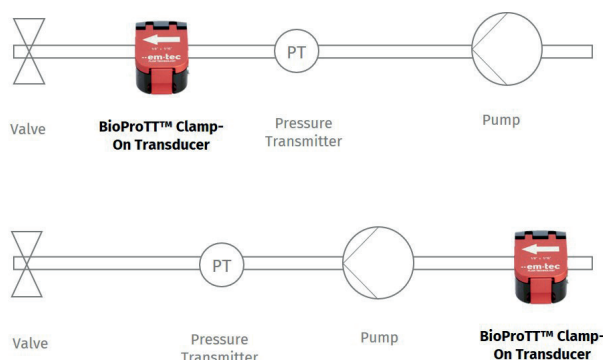 PT
em-tec
Valve
BioProTT™ Clamp-
On Transducer
Pressure
Transmitter
Pump
PT
em-tec
Valve
Pressure
Transmitter
Pump
BioProTT™ Clamp-
On Transducer